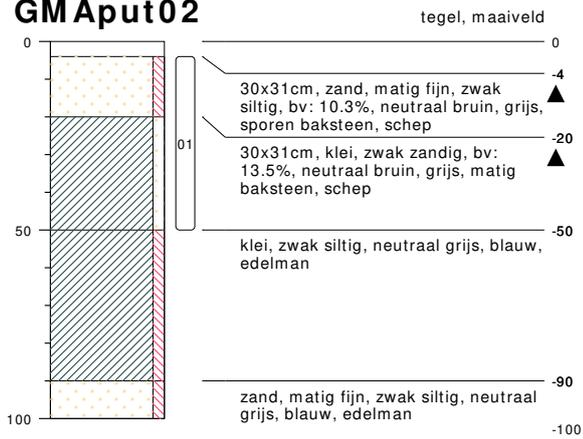 GMAput02
tegel, maaiveld
0
0
-4
30x31cm, zand, matig fijn, zwak
siltig, bv: 10.3%, neutraal bruin, grijs,
sporen baksteen, schep
-20
01
30x31cm, klei, zwak zandig, bv:
13.5%, neutraal bruin, grijs, matig
baksteen, schep
50
-50
klei, zwak siltig, neutraal grijs, blauw,
edelman
-90
zand, matig fijn, zwak siltig, neutraal
grijs, blauw, edelman
100
-100